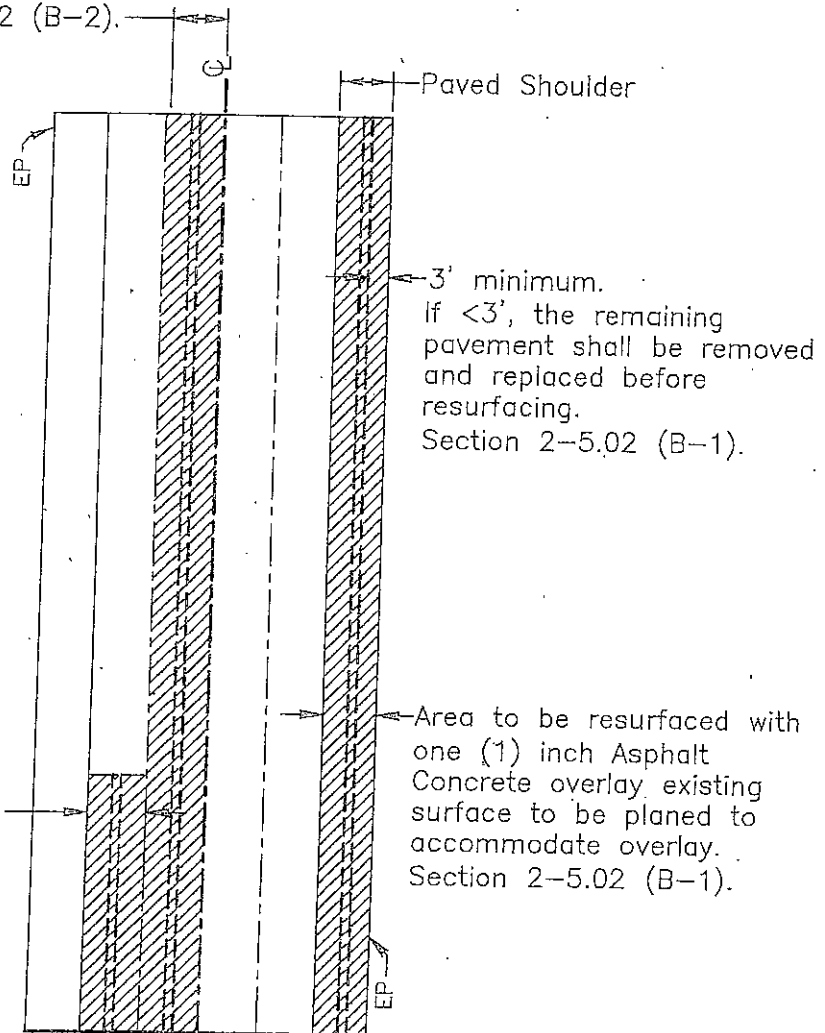 2 (B-2).
℄
Paved Shoulder
EP
3' minimum.
If <3', the remaining
pavement shall be removed
and replaced before
resurfacing.
Section 2-5.02 (B-1).
Area to be resurfaced with
one (1) inch Asphalt
Concrete overlay existing
surface to be planed to
accommodate overlay.
Section 2-5.02 (B-1).
EP